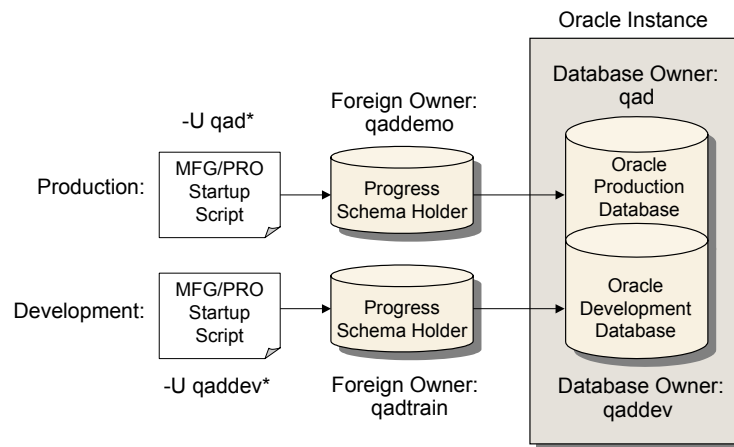 Oracle Instance
Database Owner:
qad
Foreign Owner:
qaddemo
-U qad*
Production:
MFG/PRO
Startup
Script
Progress
Schema Holder
Oracle
Production
Database
Development:
MFG/PRO
Startup
Script
Progress
Schema Holder
Oracle
Development
Database
-U qaddev*
Foreign Owner:
qadtrain
Database Owner:
qaddev